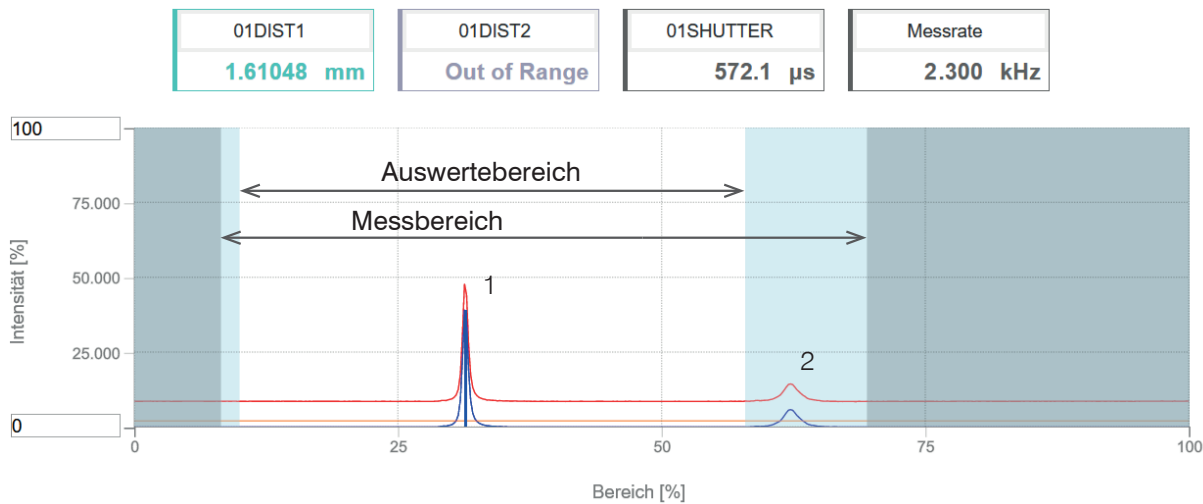 01DIST1
1.61048 mm
01DIST2
Out of Range
01SHUTTER
572.1 µs
Messrate
2.300 kHz
100
75.000
50.000
25.000
0
Intensität [%]
Auswertebereich
Messbereich
1
2
0
25
50
75
100
Bereich [%]